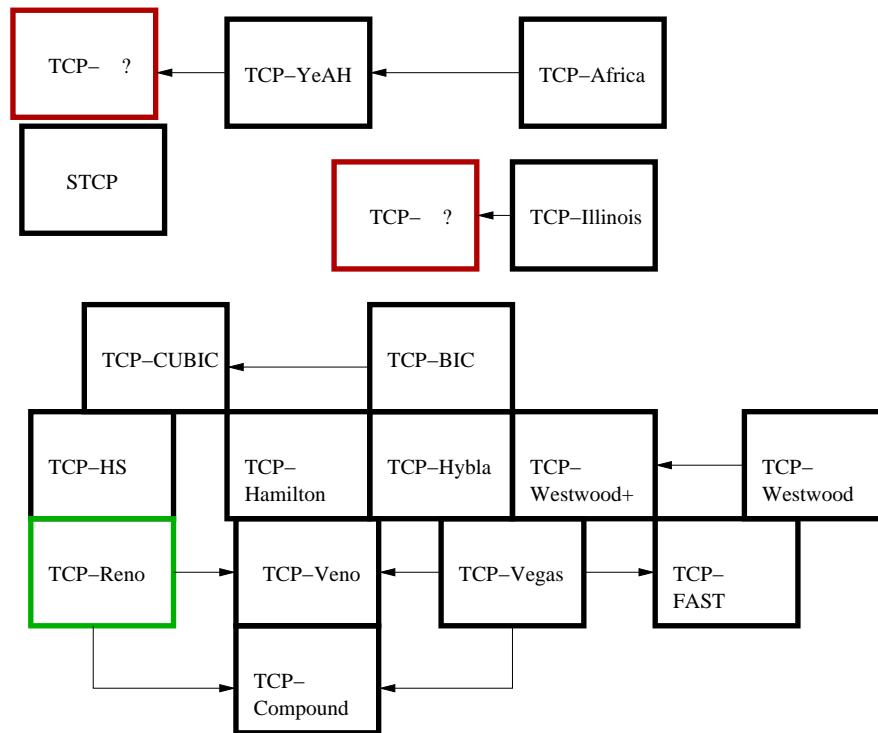 TCP– ?
TCP–YeAH
TCP–Africa
STCP
TCP– ?
TCP–Illinois
TCP–CUBIC
TCP–BIC
TCP–HS
TCP–
Hamilton
TCP–Hybla
TCP–
Westwood+
TCP–
Westwood
TCP–Reno
TCP–Veno
TCP–Vegas
TCP–
FAST
TCP–
Compound